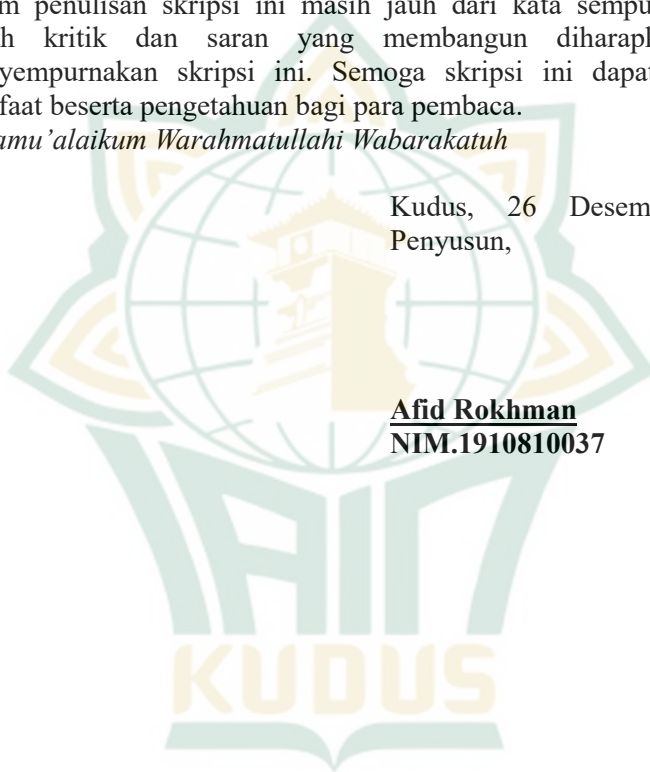 m penulisan skripsi ini masih jauh dari kata sempu
h kritik dan saran yang membangun diharapl
yempurnakan skripsi ini. Semoga skripsi ini dapat
faat beserta pengetahuan bagi para pembaca.
amu’alaikum Warahmatullahi Wabarakatuh
Kudus, 26 Desem
Penyusun,
Afid Rokhman
NIM.1910810037
IAIN
KUDUS